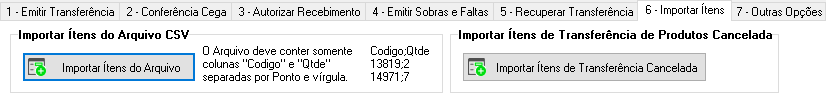 1 - Emitir Transferência 2 - Conferência Cega 3 - Autorizar Recebimento 4 - Emitir Sobras e Faltas 5 - Recuperar Transferência 6 - Importar Ítens 7 - Outras Opções
Importar Ítens do Arquivo CSV
Importar Ítens do Arquivo
O Arquivo deve conter somente
colunas "Codigo" e "Qtde"
separadas por Ponto e vírgula.
Codigo;Qtde
13819;2
14971;7
Importar Ítens de Transferência de Produtos Cancelada
Importar Ítens de Transferência Cancelada